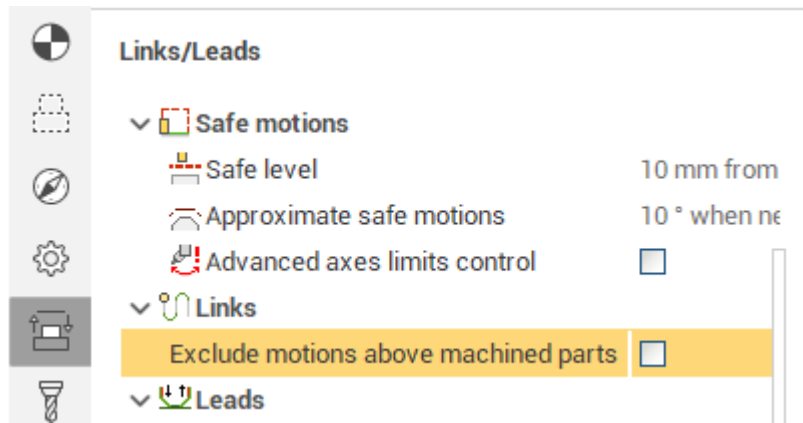 Links/Leads
Safe motions
Safe level 10 mm from
Approximate safe motions 10 ° when ne
Advanced axes limits control
Links
Exclude motions above machined parts
Leads